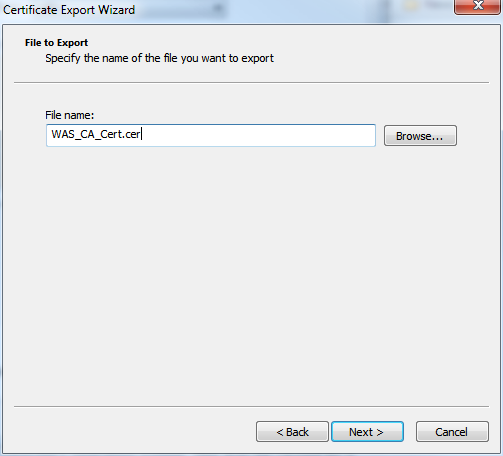 Certificate Export Wizard
File to Export
Specify the name of the file you want to export
File name:
WAS_CA_Cert.cer
Browse...
< Back
Next >
Cancel